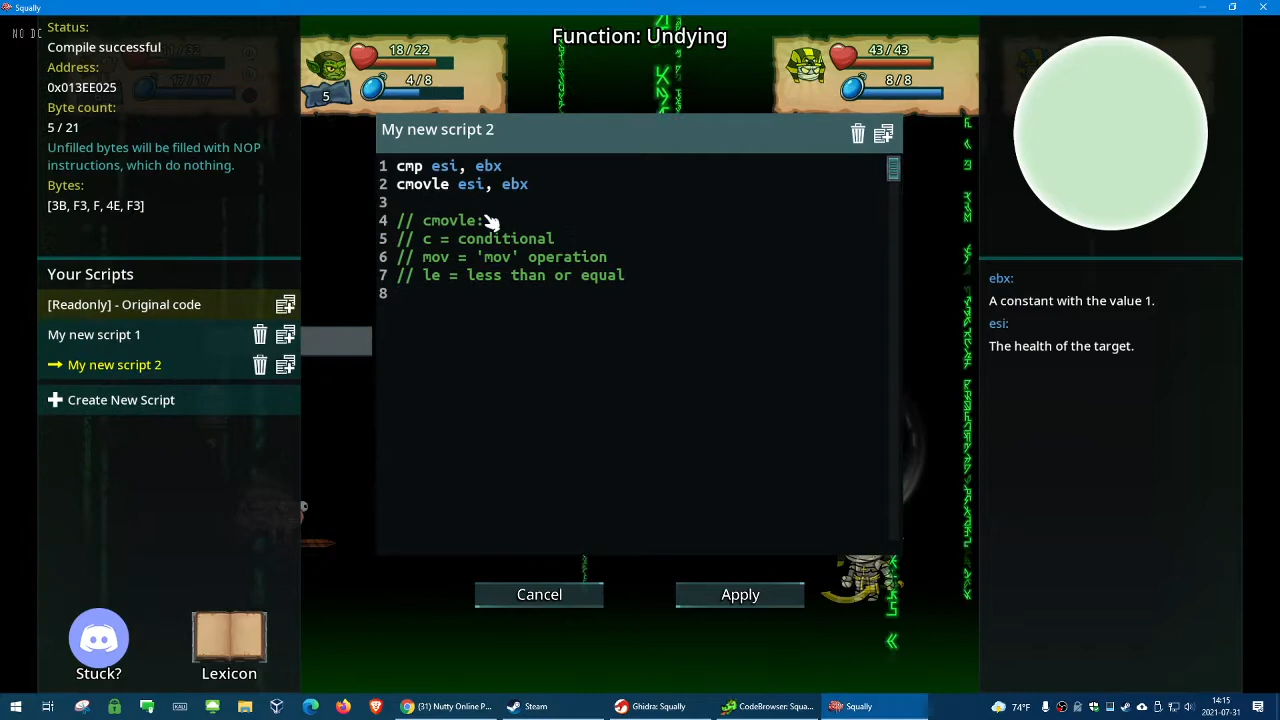 Squally
Status:
Compile successful
Address:
0x013EE025
Byte count:
5 / 21
Unfilled bytes will be filled with NOP
instructions, which do nothing.
Bytes:
[3B, F3, F, 4E, F3]
Your Scripts
[Readonly] - Original code
My new script 1
My new script 2
Create New Script
Stuck?
Lexicon
Function: Undying
18 / 22
4 / 8
5
43 / 43
8 / 8
My new script 2
1 cmp esi, ebx
2 cmovle esi, ebx
3
4 // cmovle:
5 // c = conditional
6 // mov = 'mov' operation
7 // le = less than or equal
8
Cancel
Apply
ebx:
A constant with the value 1.
esi:
The health of the target.
(31) Nutty Online P...
Steam
Ghidra: Squally
CodeBrowser: Squa...
Squally
74°F
14:15
2021-07-31